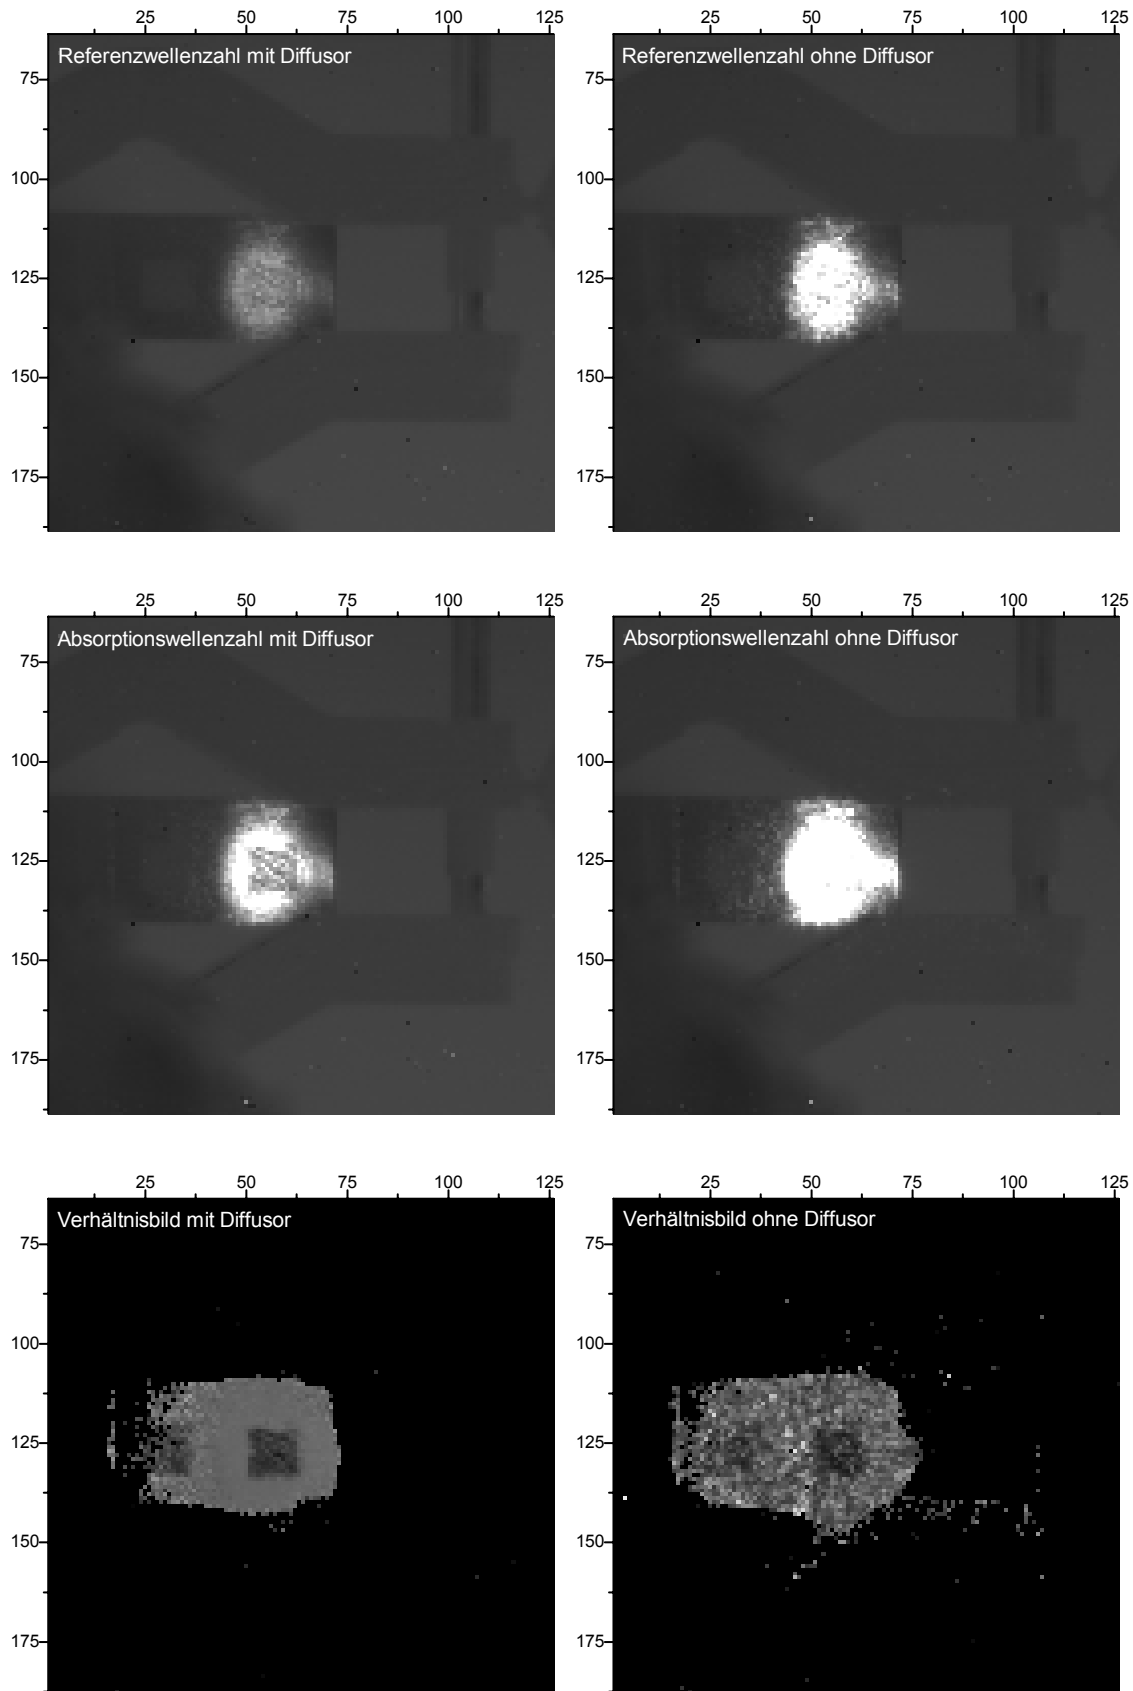 25 50 75 100 125 25 50 75 100 125
Referenzwellenzahl mit Diffusor Referenzwellenzahl ohne Diffusor
75 75
100 100
125 125
150 150
175 175
25 50 75 100 125 25 50 75 100 125
Absorptionswellenzahl mit Diffusor Absorptionswellenzahl ohne Diffusor
75 75
100 100
125 125
150 150
175 175
25 50 75 100 125 25 50 75 100 125
Verhältnisbild mit Diffusor Verhältnisbild ohne Diffusor
75 75
100 100
125 125
150 150
175 175